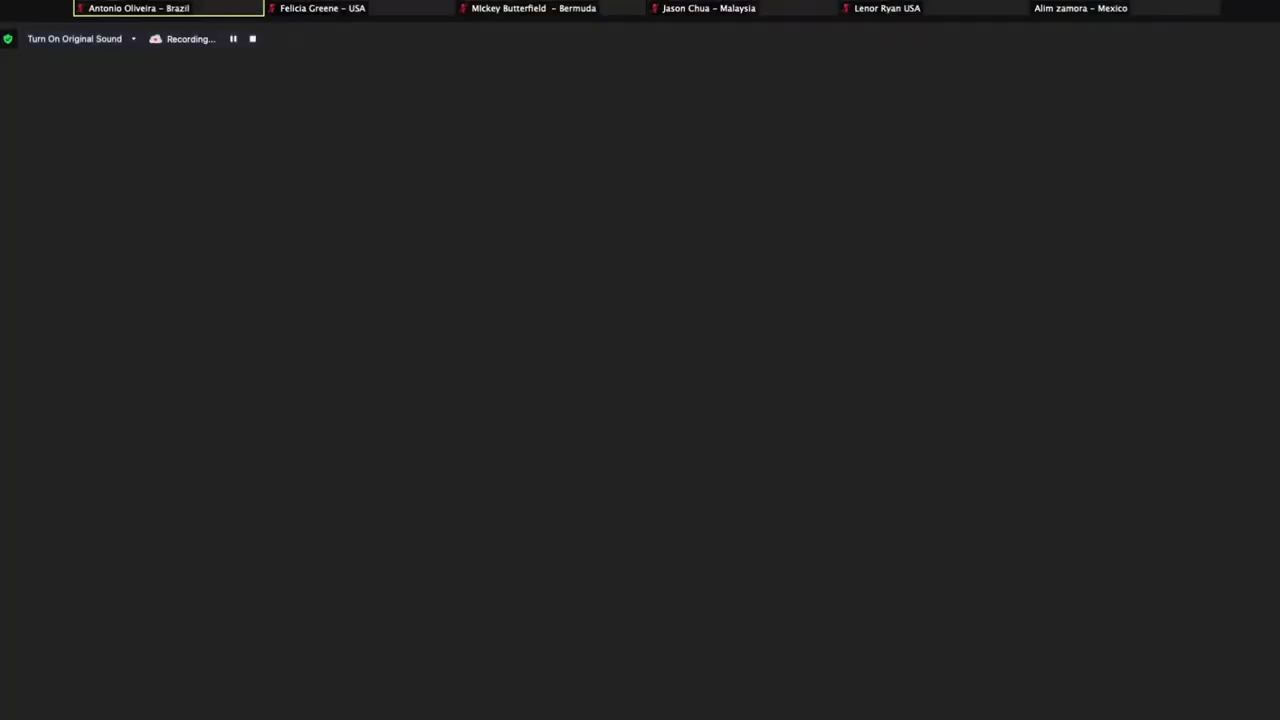 Antonio Oliveira - Brazil
Felicia Greene - USA
MIckey Butterfield - Bermuda
Jason Chua - Malaysia
Lenor Ryan USA
Alim zamora - Mexico
Turn On Original Sound
Recording...